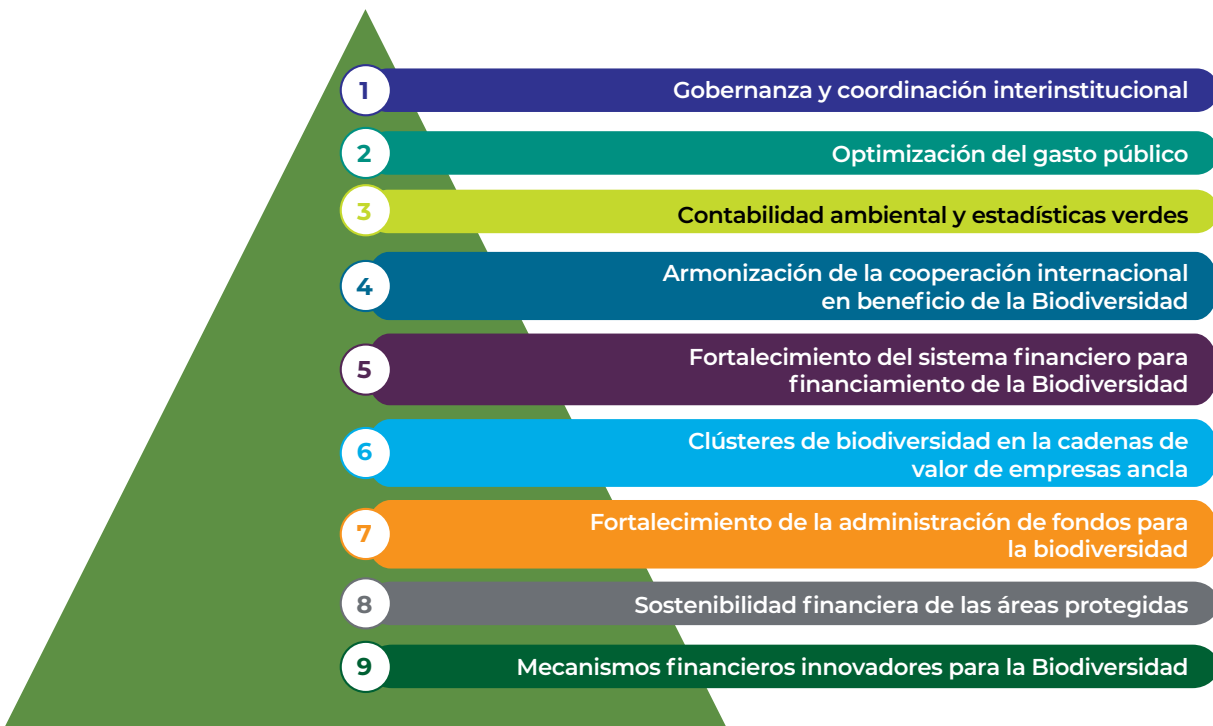 1
Gobernanza y coordinación interinstitucional
2
Optimización del gasto público
3
Contabilidad ambiental y estadísticas verdes
4
Armonización de la cooperación internacional
en beneficio de la Biodiversidad
5
Fortalecimiento del sistema financiero para
financiamiento de la Biodiversidad
6
Clústeres de biodiversidad en la cadenas de
valor de empresas ancla
7
Fortalecimiento de la administración de fondos para
la biodiversidad
8
Sostenibilidad financiera de las áreas protegidas
9
Mecanismos financieros innovadores para la Biodiversidad